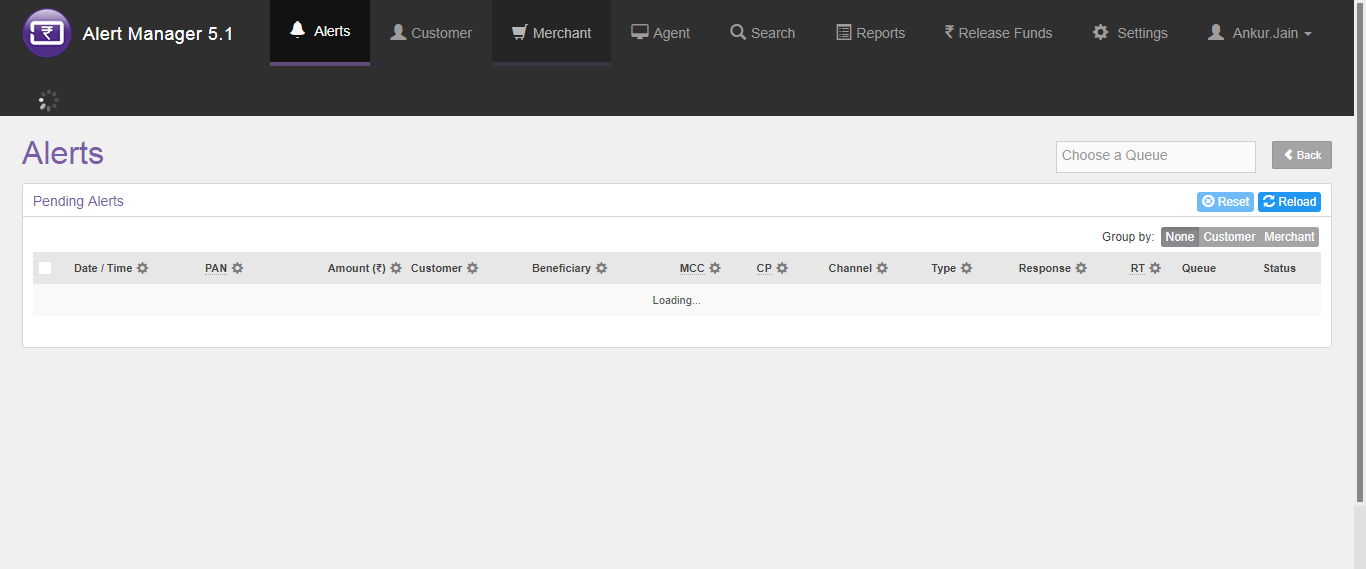 Alert Manager 5.1 Alerts Customer Merchant Agent Search Reports ₹ Release Funds Settings Ankur.Jain
Alerts Choose a Queue Back
Pending Alerts Reset Reload
Group by: None Customer Merchant
Date / Time PAN Amount (₹) Customer Beneficiary MCC CP Channel Type Response RT Queue Status
Loading...